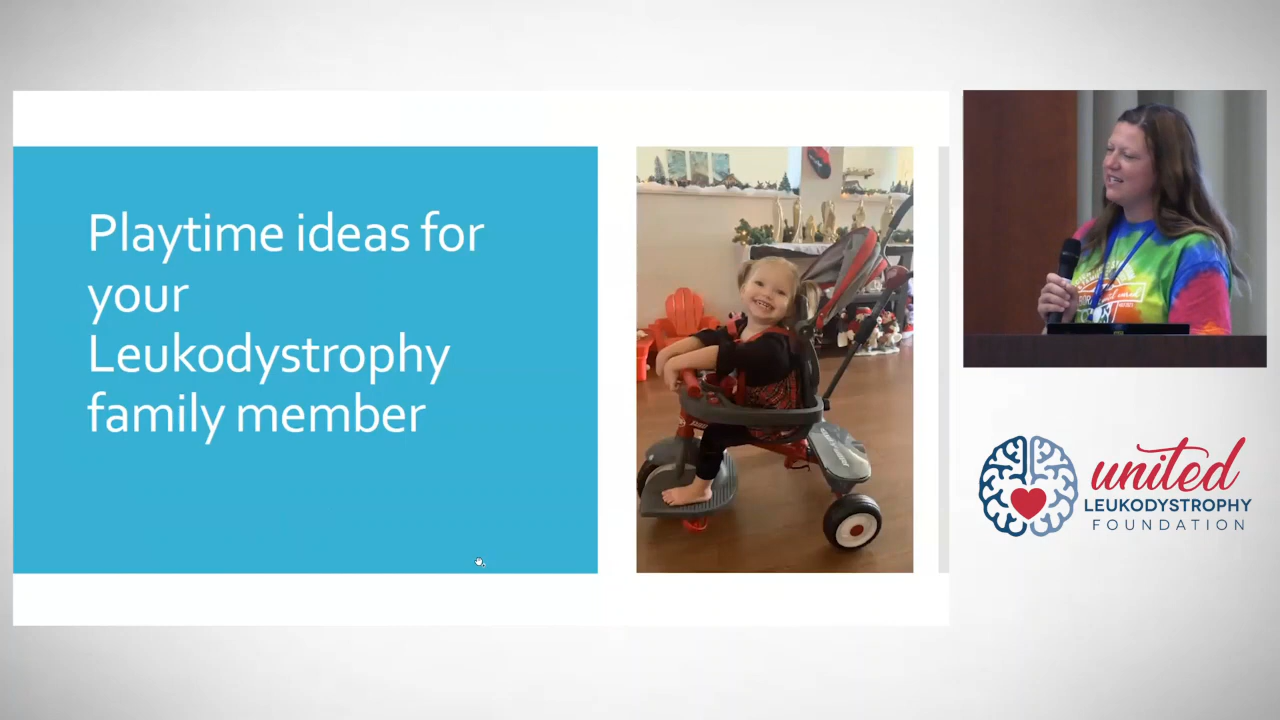 Playtime ideas for
your
Leukodystrophy
family member
united
LEUKODYSTROPHY
FOUNDATION